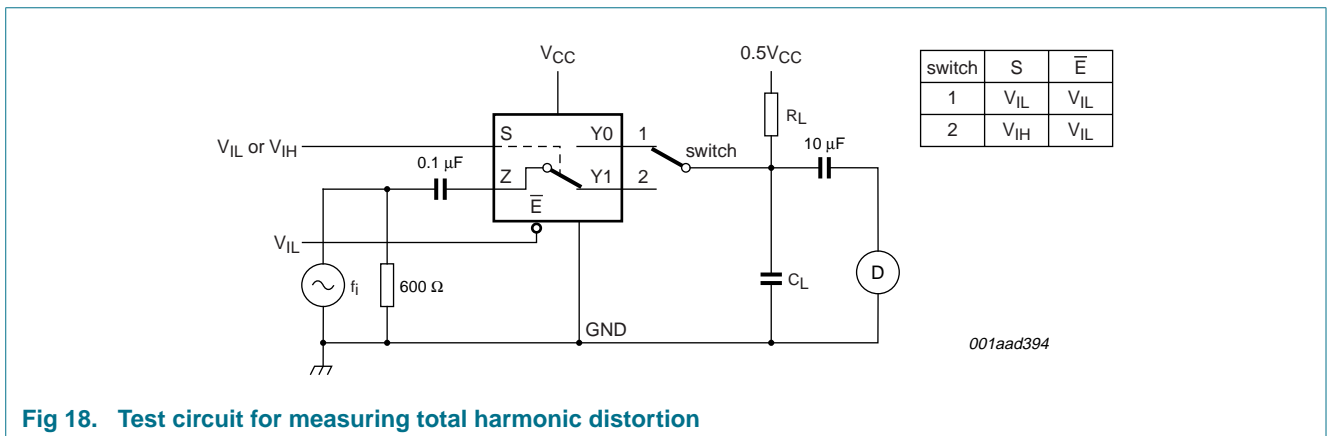 V_CC
0.5V_CC
switch S E̅
1 V_IL V_IL
2 V_IH V_IL
R_L
10 μF
S Y0 1
switch
V_IL or V_IH
0.1 μF
Z Y1 2
E̅
V_IL
f_i 600 Ω
C_L
D
GND
001aad394
Fig 18. Test circuit for measuring total harmonic distortion